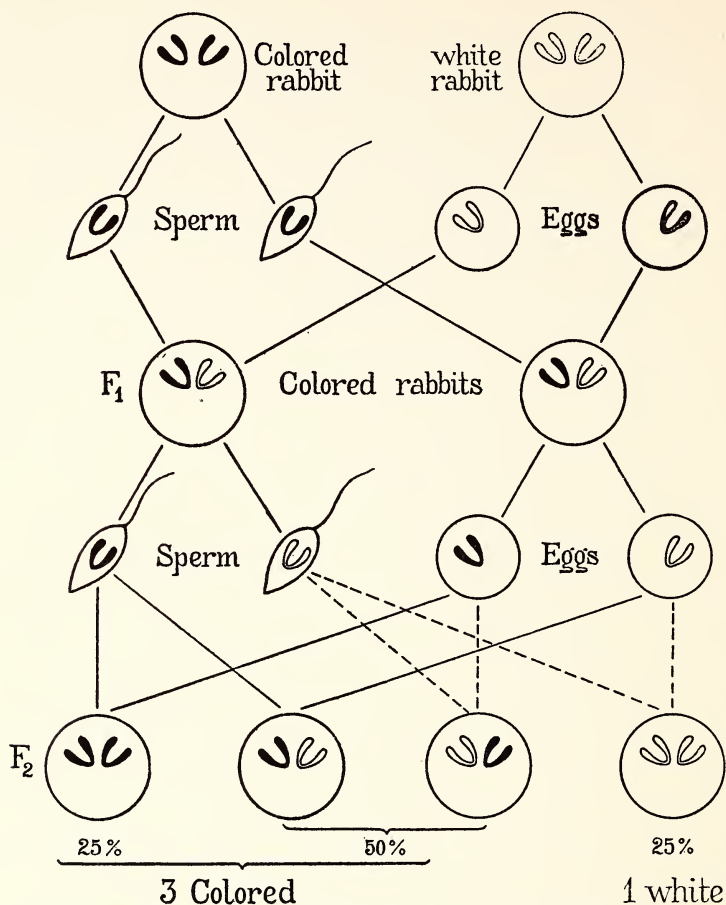 Colored
rabbit
white
rabbit
Sperm
Eggs
F1
Colored rabbits
Sperm
Eggs
F2
25%
50%
25%
3 Colored
1 white